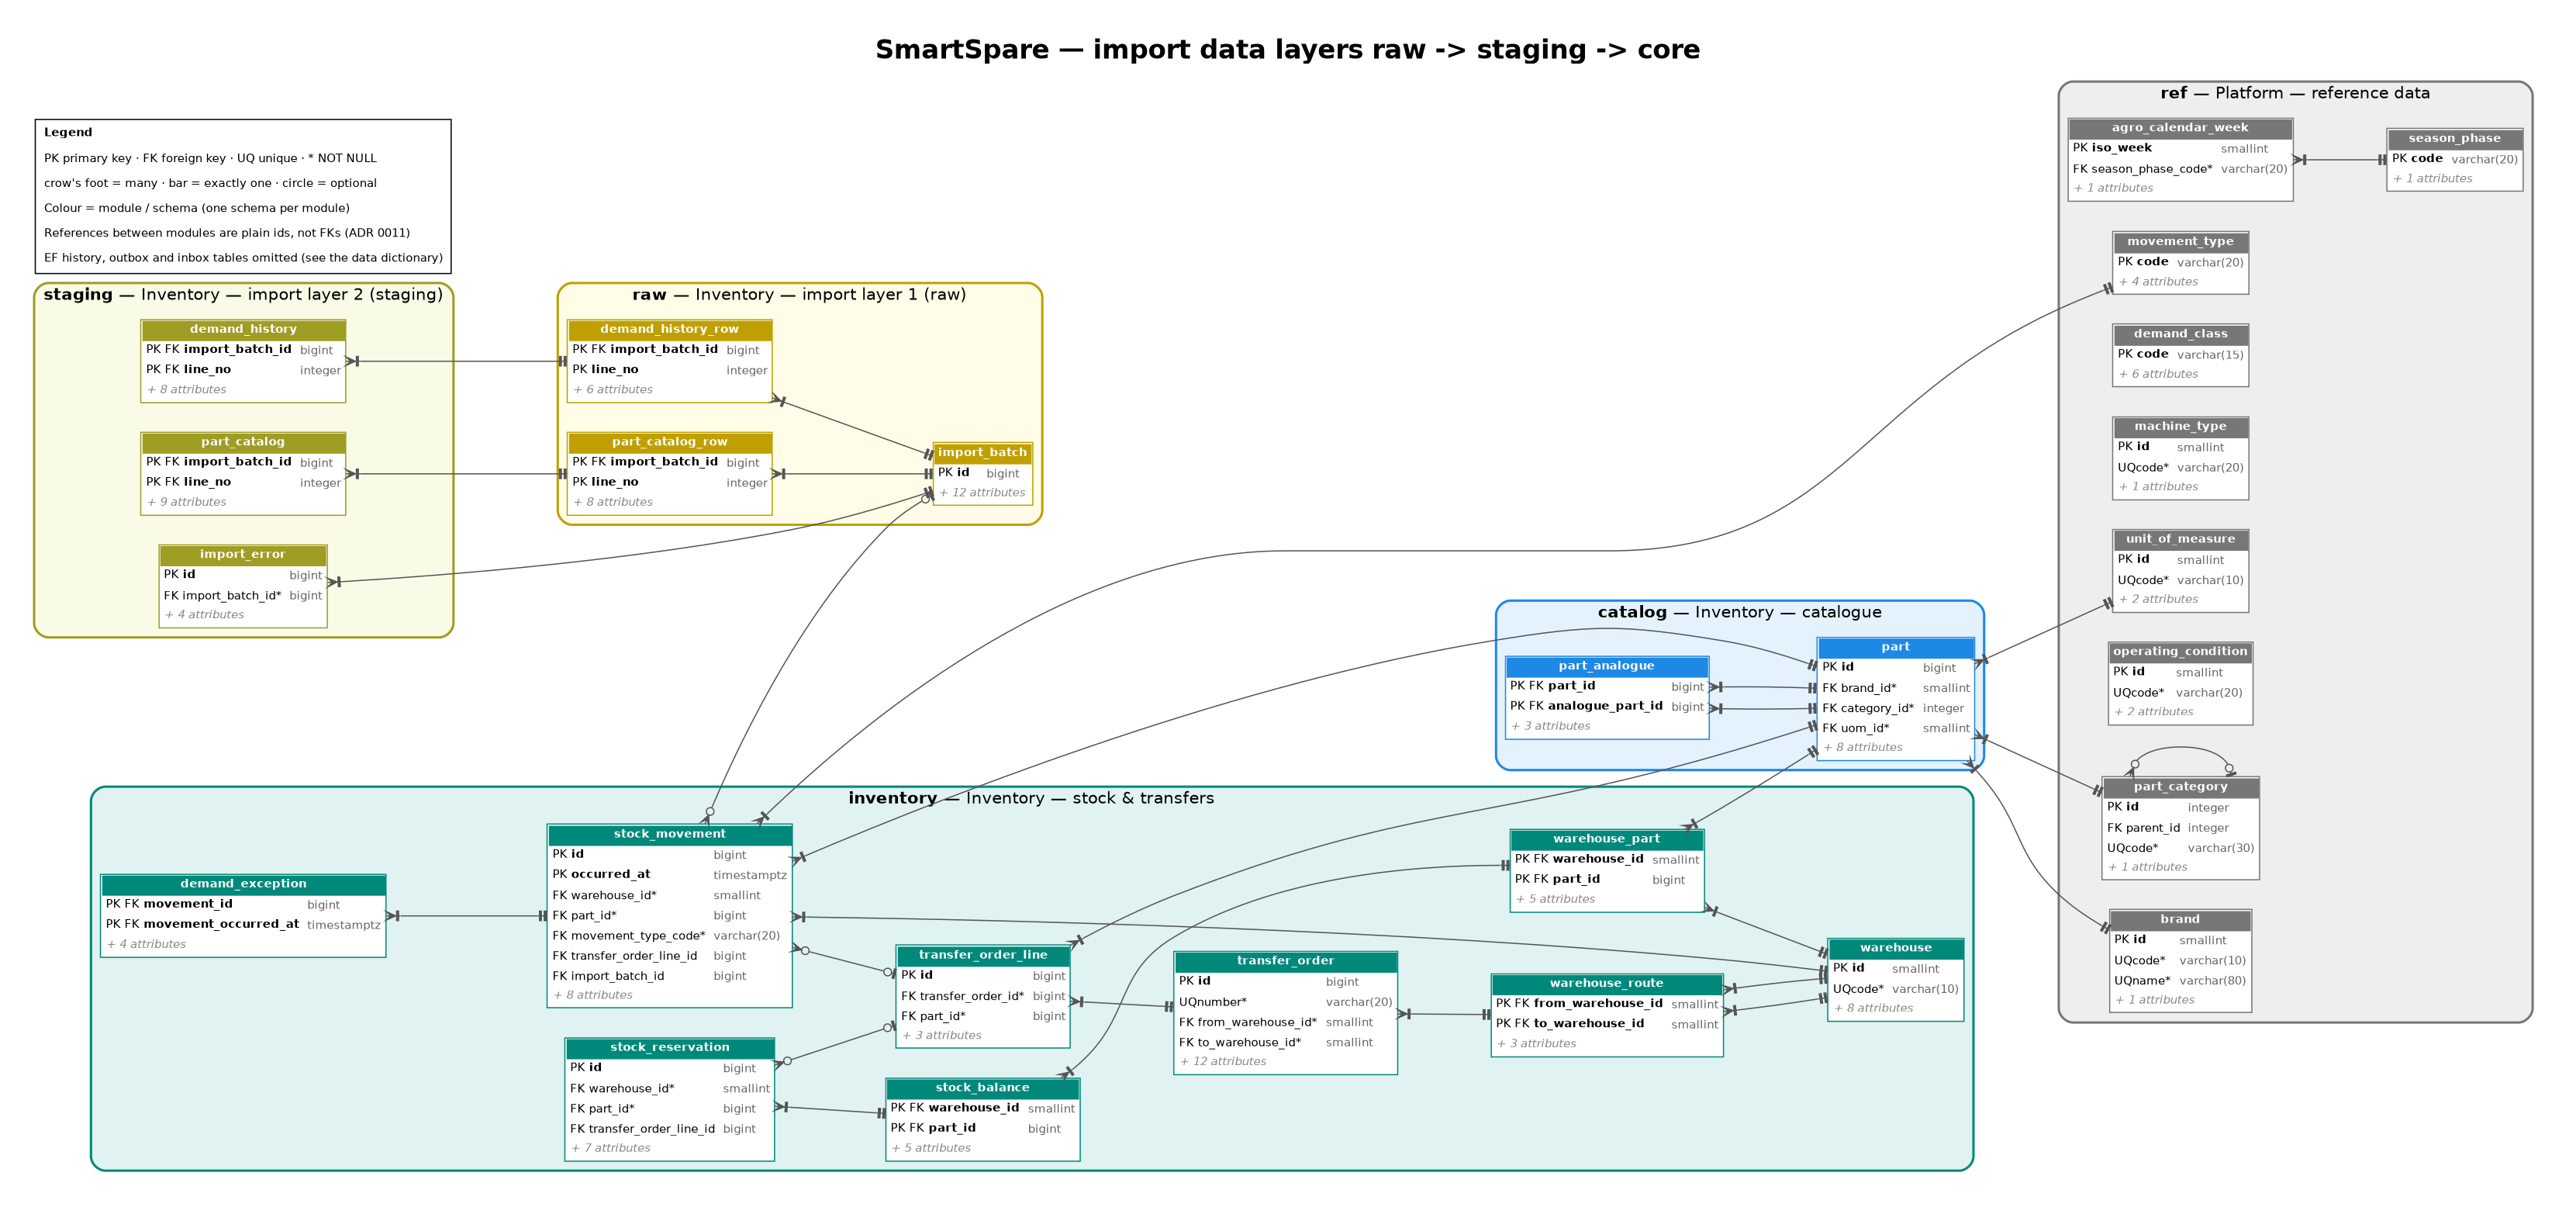 SmartSpare — import data layers raw -> staging -> core
Legend
PK primary key · FK foreign key · UQ unique · * NOT NULL
crow's foot = many · bar = exactly one · circle = optional
Colour = module / schema (one schema per module)
References between modules are plain ids, not FKs (ADR 0011)
EF history, outbox and inbox tables omitted (see the data dictionary)
staging — Inventory — import layer 2 (staging)
demand_history
PK FK import_batch_id bigint
PK FK line_no integer
+ 8 attributes
part_catalog
PK FK import_batch_id bigint
PK FK line_no integer
+ 9 attributes
import_error
PK id bigint
FK import_batch_id* bigint
+ 4 attributes
raw — Inventory — import layer 1 (raw)
demand_history_row
PK FK import_batch_id bigint
PK line_no integer
+ 6 attributes
part_catalog_row
PK FK import_batch_id bigint
PK line_no integer
+ 8 attributes
import_batch
PK id bigint
+ 12 attributes
ref — Platform — reference data
agro_calendar_week
PK iso_week smallint
FK season_phase_code* varchar(20)
+ 1 attributes
season_phase
PK code varchar(20)
+ 1 attributes
movement_type
PK code varchar(20)
+ 4 attributes
demand_class
PK code varchar(15)
+ 6 attributes
machine_type
PK id smallint
UQcode* varchar(20)
+ 1 attributes
unit_of_measure
PK id smallint
UQcode* varchar(10)
+ 2 attributes
operating_condition
PK id smallint
UQcode* varchar(20)
+ 2 attributes
part_category
PK id integer
FK parent_id integer
UQcode* varchar(30)
+ 1 attributes
brand
PK id smallint
UQcode* varchar(10)
UQname* varchar(80)
+ 1 attributes
catalog — Inventory — catalogue
part_analogue
PK FK part_id bigint
PK FK analogue_part_id bigint
+ 3 attributes
part
PK id bigint
FK brand_id* smallint
FK category_id* integer
FK uom_id* smallint
+ 8 attributes
inventory — Inventory — stock & transfers
demand_exception
PK FK movement_id bigint
PK FK movement_occurred_at timestamptz
+ 4 attributes
stock_movement
PK id bigint
PK occurred_at timestamptz
FK warehouse_id* smallint
FK part_id* bigint
FK movement_type_code* varchar(20)
FK transfer_order_line_id bigint
FK import_batch_id bigint
+ 8 attributes
stock_reservation
PK id bigint
FK warehouse_id* smallint
FK part_id* bigint
FK transfer_order_line_id bigint
+ 7 attributes
transfer_order_line
PK id bigint
FK transfer_order_id* bigint
FK part_id* bigint
+ 3 attributes
stock_balance
PK FK warehouse_id smallint
PK FK part_id bigint
+ 5 attributes
transfer_order
PK id bigint
UQnumber* varchar(20)
FK from_warehouse_id* smallint
FK to_warehouse_id* smallint
+ 12 attributes
warehouse_part
PK FK warehouse_id smallint
PK FK part_id bigint
+ 5 attributes
warehouse_route
PK FK from_warehouse_id smallint
PK FK to_warehouse_id smallint
+ 3 attributes
warehouse
PK id smallint
UQcode* varchar(10)
+ 8 attributes